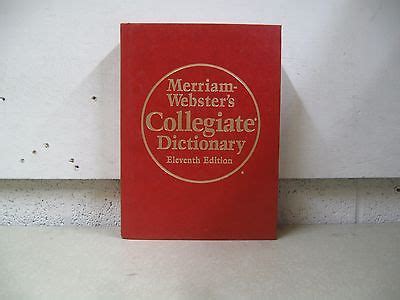 Merriam-
Webster's
Collegiate®
Dictionary
Eleventh Edition